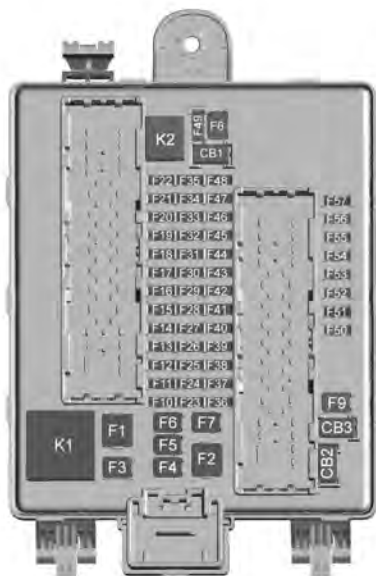 F49 F8
K2
CB1
F22 F35 F48
F21 F34 F47 F57
F20 F33 F46 F56
F19 F32 F45 F55
F18 F31 F44 F54
F17 F30 F43 F53
F16 F29 F42 F52
F15 F28 F41 F51
F14 F27 F40 F50
F13 F26 F39
F12 F25 F38
F11 F24 F37
F10 F23 F36 F9
K1 F1 F6 F7 CB3
F5
F3 F4 F2 CB2